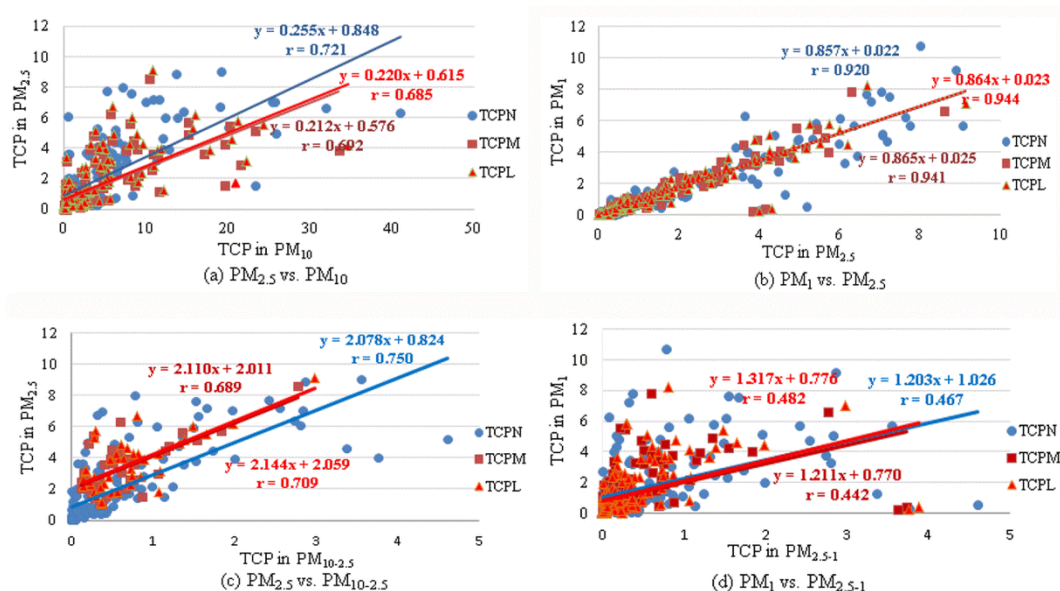 12
10
8
6
4
2
0
TCP in PM2.5
y = 0.255x + 0.848
r = 0.721
y = 0.220x + 0.615
r = 0.685
y = 0.212x + 0.576
r = 0.692
TCPN
TCPM
TCPL
0 10 20 30 40 50
TCP in PM10
(a) PM2.5 vs. PM10
12
10
8
6
4
2
0
TCP in PM1
y = 0.857x + 0.022
r = 0.920
y = 0.864x + 0.023
r = 0.944
y = 0.865x + 0.025
r = 0.941
TCPN
TCPM
TCPL
0 2 4 6 8 10
TCP in PM2.5
(b) PM1 vs. PM2.5
12
10
8
6
4
2
0
TCP in PM2.5
y = 2.078x + 0.824
r = 0.750
y = 2.110x + 2.011
r = 0.689
y = 2.144x + 2.059
r = 0.709
TCPN
TCPM
TCPL
0 1 2 3 4 5
TCP in PM10-2.5
(c) PM2.5 vs. PM10-2.5
12
10
8
6
4
2
0
TCP in PM1
y = 1.317x + 0.776
r = 0.482
y = 1.203x + 1.026
r = 0.467
y = 1.211x + 0.770
r = 0.442
TCPN
TCPM
TCPL
0 1 2 3 4 5
TCP in PM2.5-1
(d) PM1 vs. PM2.5-1